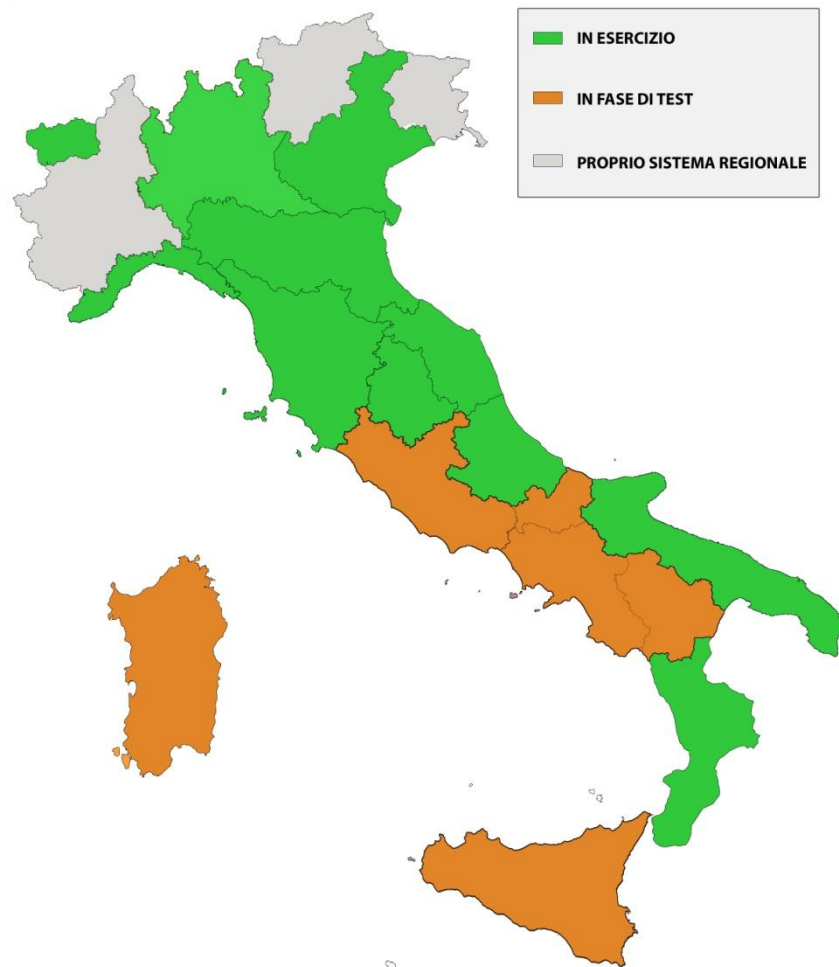 IN ESERCIZIO
IN FASE DI TEST
PROPRIO SISTEMA REGIONALE